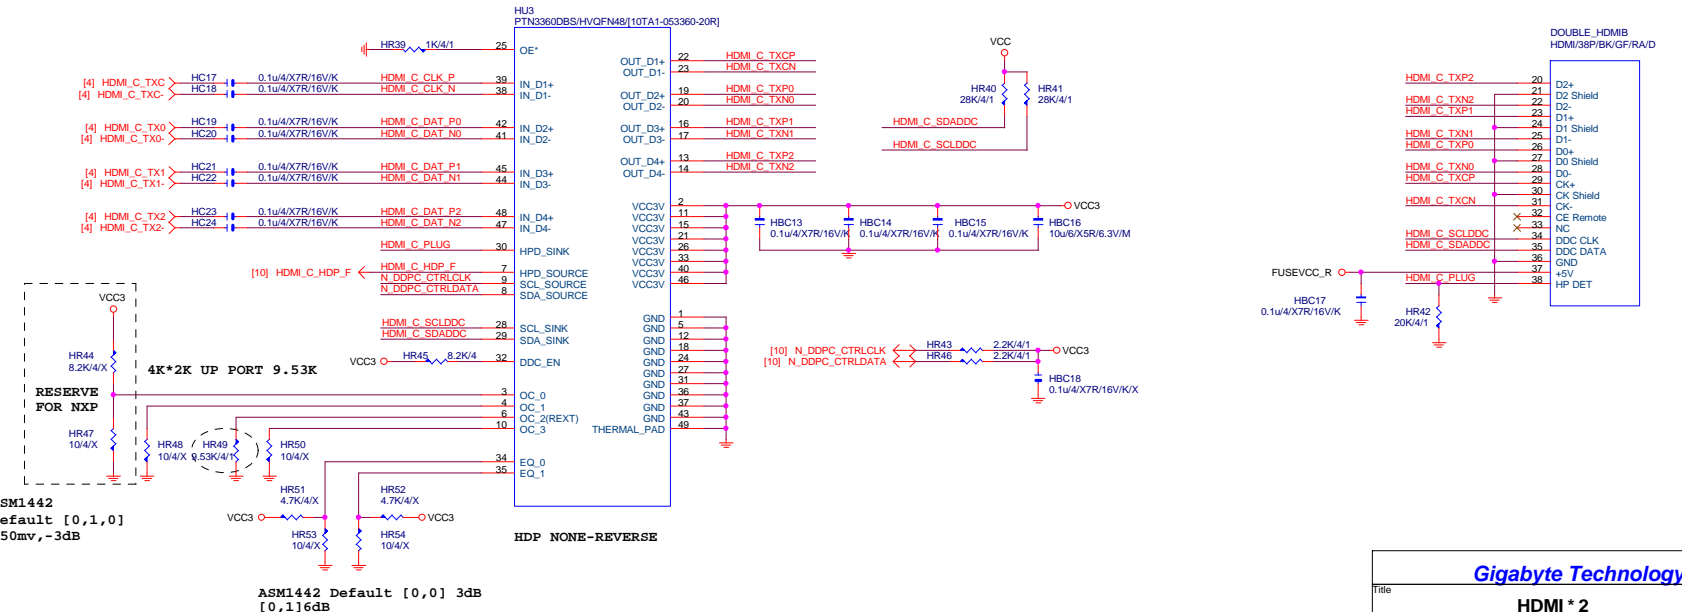 HU3
PTN3360DBS/HVQFN48/[10TA1-053360-20R]
HR39 1K/4/1 25 OE*
[4] HDMI_C_TXC HC17 0.1u/4/X7R/16V/K HDMI_C_CLK_P 39 IN_D1+
[4] HDMI_C_TXC- HC18 0.1u/4/X7R/16V/K HDMI_C_CLK_N 38 IN_D1-
[4] HDMI_C_TX0 HC19 0.1u/4/X7R/16V/K HDMI_C_DAT_P0 42 IN_D2+
[4] HDMI_C_TX0- HC20 0.1u/4/X7R/16V/K HDMI_C_DAT_N0 41 IN_D2-
[4] HDMI_C_TX1 HC21 0.1u/4/X7R/16V/K HDMI_C_DAT_P1 45 IN_D3+
[4] HDMI_C_TX1- HC22 0.1u/4/X7R/16V/K HDMI_C_DAT_N1 44 IN_D3-
[4] HDMI_C_TX2 HC23 0.1u/4/X7R/16V/K HDMI_C_DAT_P2 48 IN_D4+
[4] HDMI_C_TX2- HC24 0.1u/4/X7R/16V/K HDMI_C_DAT_N2 47 IN_D4-
HDMI_C_PLUG 30 HPD_SINK
[10] HDMI_C_HDP_F HDMI_C_HDP_F 7 HPD_SOURCE
N_DDPC_CTRLCLK 9 SCL_SOURCE
N_DDPC_CTRLDATA 8 SDA_SOURCE
HDMI_C_SCLDDC 28 SCL_SINK
HDMI_C_SDADDC 29 SDA_SINK
VCC3 HR45 8.2K/4 32 DDC_EN
3 OC_0
4 OC_1
6 OC_2(REXT)
10 OC_3
34 EQ_0
35 EQ_1
VCC3
HR44
8.2K/4/X
RESERVE
FOR NXP
HR47
10/4/X
4K*2K UP PORT 9.53K
HR48
10/4/X
HR49
9.53K/4/1
HR50
10/4/X
SM1442
efault [0,1,0]
50mv,-3dB
HR51
4.7K/4/X
HR52
4.7K/4/X
VCC3
VCC3
HR53
10/4/X
HR54
10/4/X
ASM1442 Default [0,0] 3dB
[0,1]6dB
HDP NONE-REVERSE
OUT_D1+ 22 HDMI_C_TXCP
OUT_D1- 23 HDMI_C_TXCN
OUT_D2+ 19 HDMI_C_TXP0
OUT_D2- 20 HDMI_C_TXN0
OUT_D3+ 16 HDMI_C_TXP1
OUT_D3- 17 HDMI_C_TXN1
OUT_D4+ 13 HDMI_C_TXP2
OUT_D4- 14 HDMI_C_TXN2
VCC3V 2
VCC3V 11
VCC3V 15
VCC3V 21
VCC3V 26
VCC3V 33
VCC3V 40
VCC3V 46
GND 1
GND 5
GND 12
GND 18
GND 24
GND 27
GND 31
GND 36
GND 37
GND 43
THERMAL_PAD 49
VCC
HR40
28K/4/1
HR41
28K/4/1
HDMI_C_SDADDC
HDMI_C_SCLDDC
VCC3
HBC13
0.1u/4/X7R/16V/K
HBC14
0.1u/4/X7R/16V/K
HBC15
0.1u/4/X7R/16V/K
HBC16
10u/6/X5R/6.3V/M
[10] N_DDPC_CTRLCLK HR43 2.2K/4/1 VCC3
[10] N_DDPC_CTRLDATA HR46 2.2K/4/1
HBC18
0.1u/4/X7R/16V/K/X
DOUBLE_HDMIB
HDMI/38P/BK/GF/RA/D
HDMI_C_TXP2 20 D2+
21 D2 Shield
HDMI_C_TXN2 22 D2-
HDMI_C_TXP1 23 D1+
24 D1 Shield
HDMI_C_TXN1 25 D1-
HDMI_C_TXP0 26 D0+
27 D0 Shield
HDMI_C_TXN0 28 D0-
HDMI_C_TXCP 29 CK+
30 CK Shield
HDMI_C_TXCN 31 CK-
32 CE Remote
33 NC
HDMI_C_SCLDDC 34 DDC CLK
HDMI_C_SDADDC 35 DDC DATA
36 GND
FUSEVCC_R 37 +5V
HDMI_C_PLUG 38 HP DET
HBC17
0.1u/4/X7R/16V/K
HR42
20K/4/1
Gigabyte Technology
Title
HDMI * 2